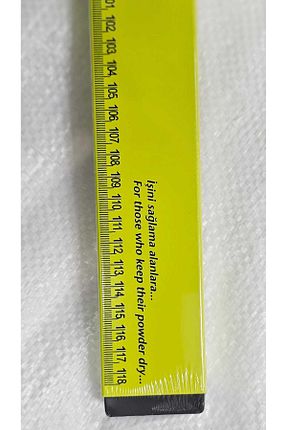 01 102 103 104 105 106 107 108 109 110 111 112 113 114 115 116 117 118
İşini sağlama alanlara...
For those who keep their powder dry...